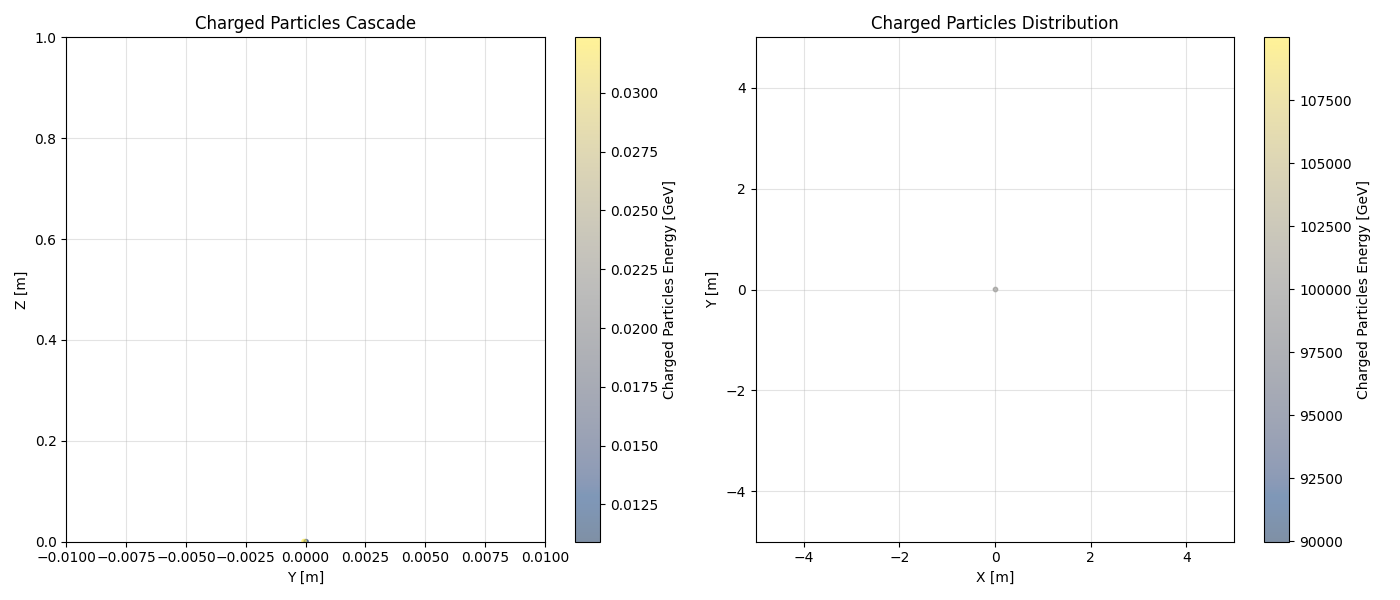 Charged Particles Cascade
1.0
0.8
0.6
0.4
0.2
0.0
Z [m]
−0.0100 −0.0075 −0.0050 −0.0025 0.0000 0.0025 0.0050 0.0075 0.0100
Y [m]
0.0300
0.0275
0.0250
0.0225
0.0200
0.0175
0.0150
0.0125
Charged Particles Energy [GeV]
Charged Particles Distribution
4
2
0
−2
−4
Y [m]
−4 −2 0 2 4
X [m]
107500
105000
102500
100000
97500
95000
92500
90000
Charged Particles Energy [GeV]